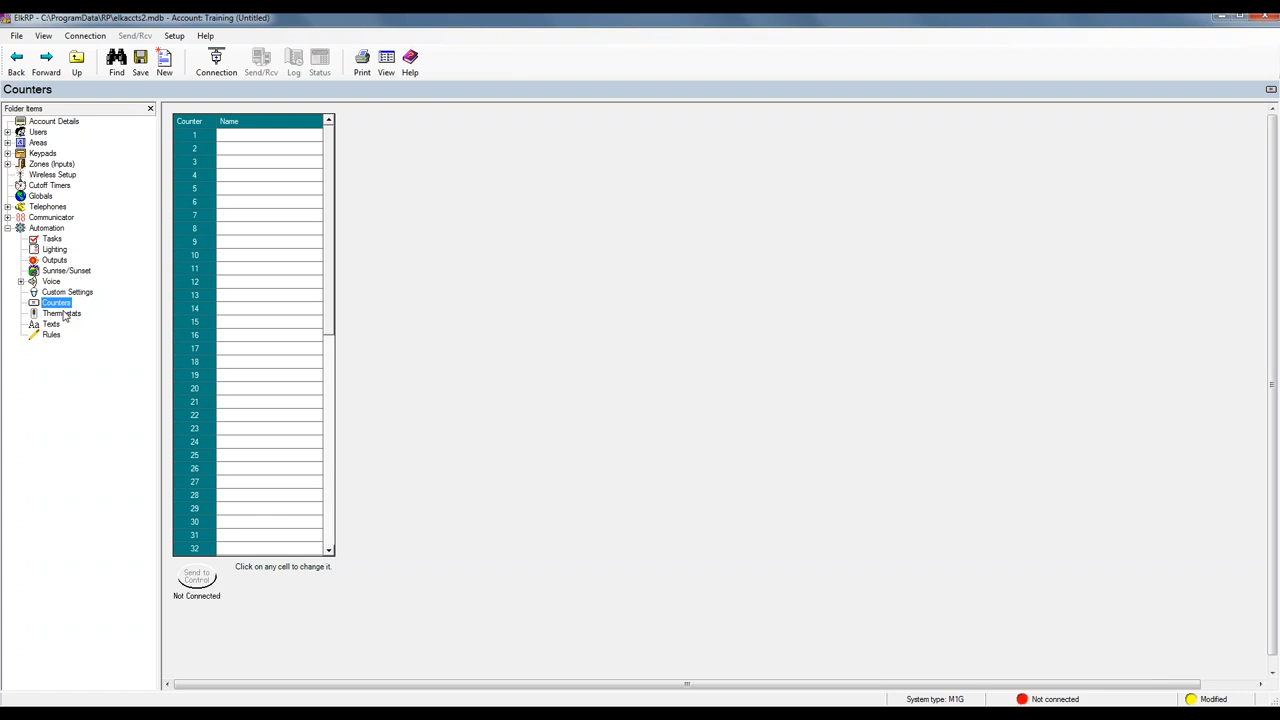 ElkRP - C:\ProgramData\RP\elkaccts2.mdb - Account: Training (Untitled)
File View Connection Send/Rcv Setup Help
Back Forward Up Find Save New Connection Send/Rcv Log Status Print View Help
Counters
Folder Items
Account Details
Users
Areas
Keypads
Zones (Inputs)
Wireless Setup
Cutoff Timers
Globals
Telephones
88 Communicator
Automation
Tasks
Lighting
Outputs
Sunrise/Sunset
Voice
Custom Settings
Counters
Thermostats
Aa Texts
Rules
Counter Name
1
2
3
4
5
6
7
8
9
10
11
12
13
14
15
16
17
18
19
20
21
22
23
24
25
26
27
28
29
30
31
32
Send to
Control
Click on any cell to change it.
Not Connected
System type: M1G Not connected Modified